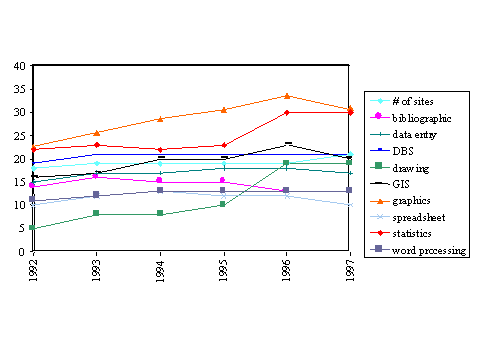 40
35
30
25
20
15
10
5
0
1992
1993
1994
1995
1996
1997
# of sites
bibliographic
data entry
DBS
drawing
GIS
graphics
spreadsheet
statistics
word prccessing